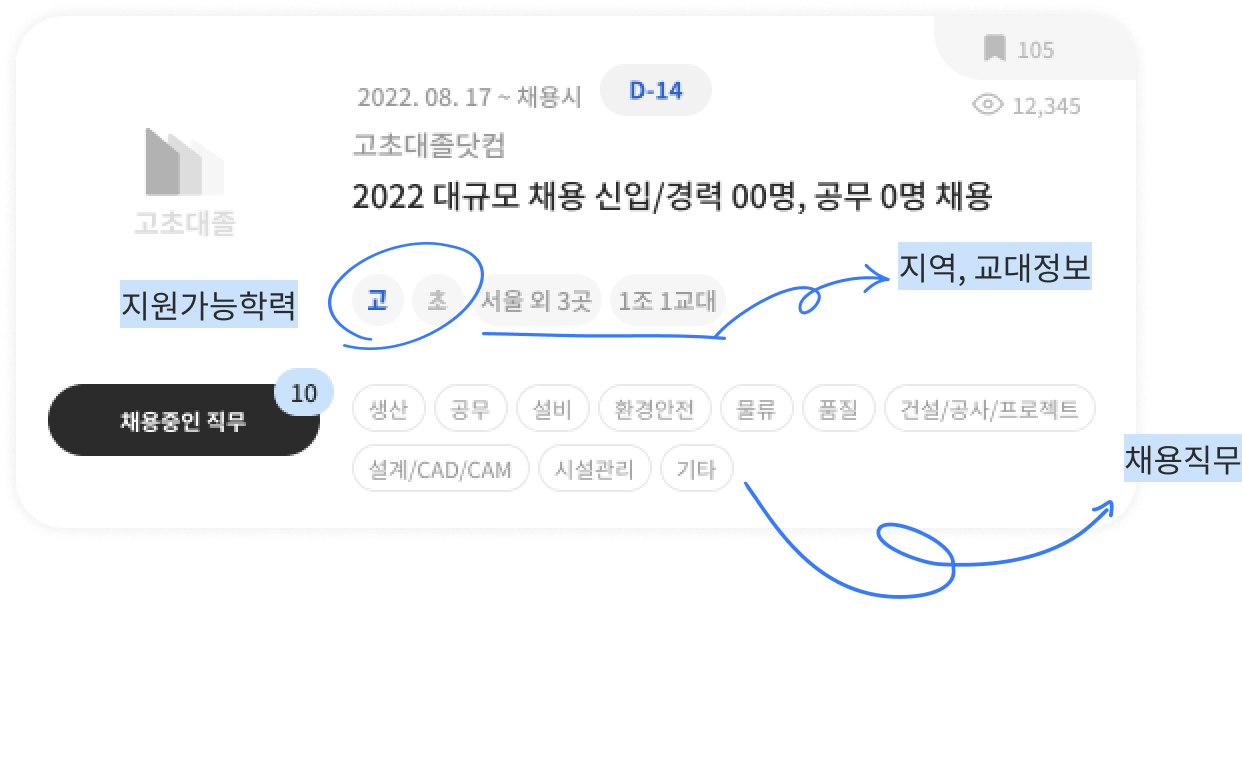 105
2022. 08. 17 ~ 채용시 D-14
12,345
고초대졸닷컴
2022 대규모 채용 신입/경력 00명, 공무 0명 채용
고초대졸
지역, 교대정보
지원가능학력
고 초 서울 외 3곳 1조 1교대
10
채용중인 직무
생산 공무 설비 환경안전 물류 품질 건설/공사/프로젝트
채용직무
설계/CAD/CAM 시설관리 기타